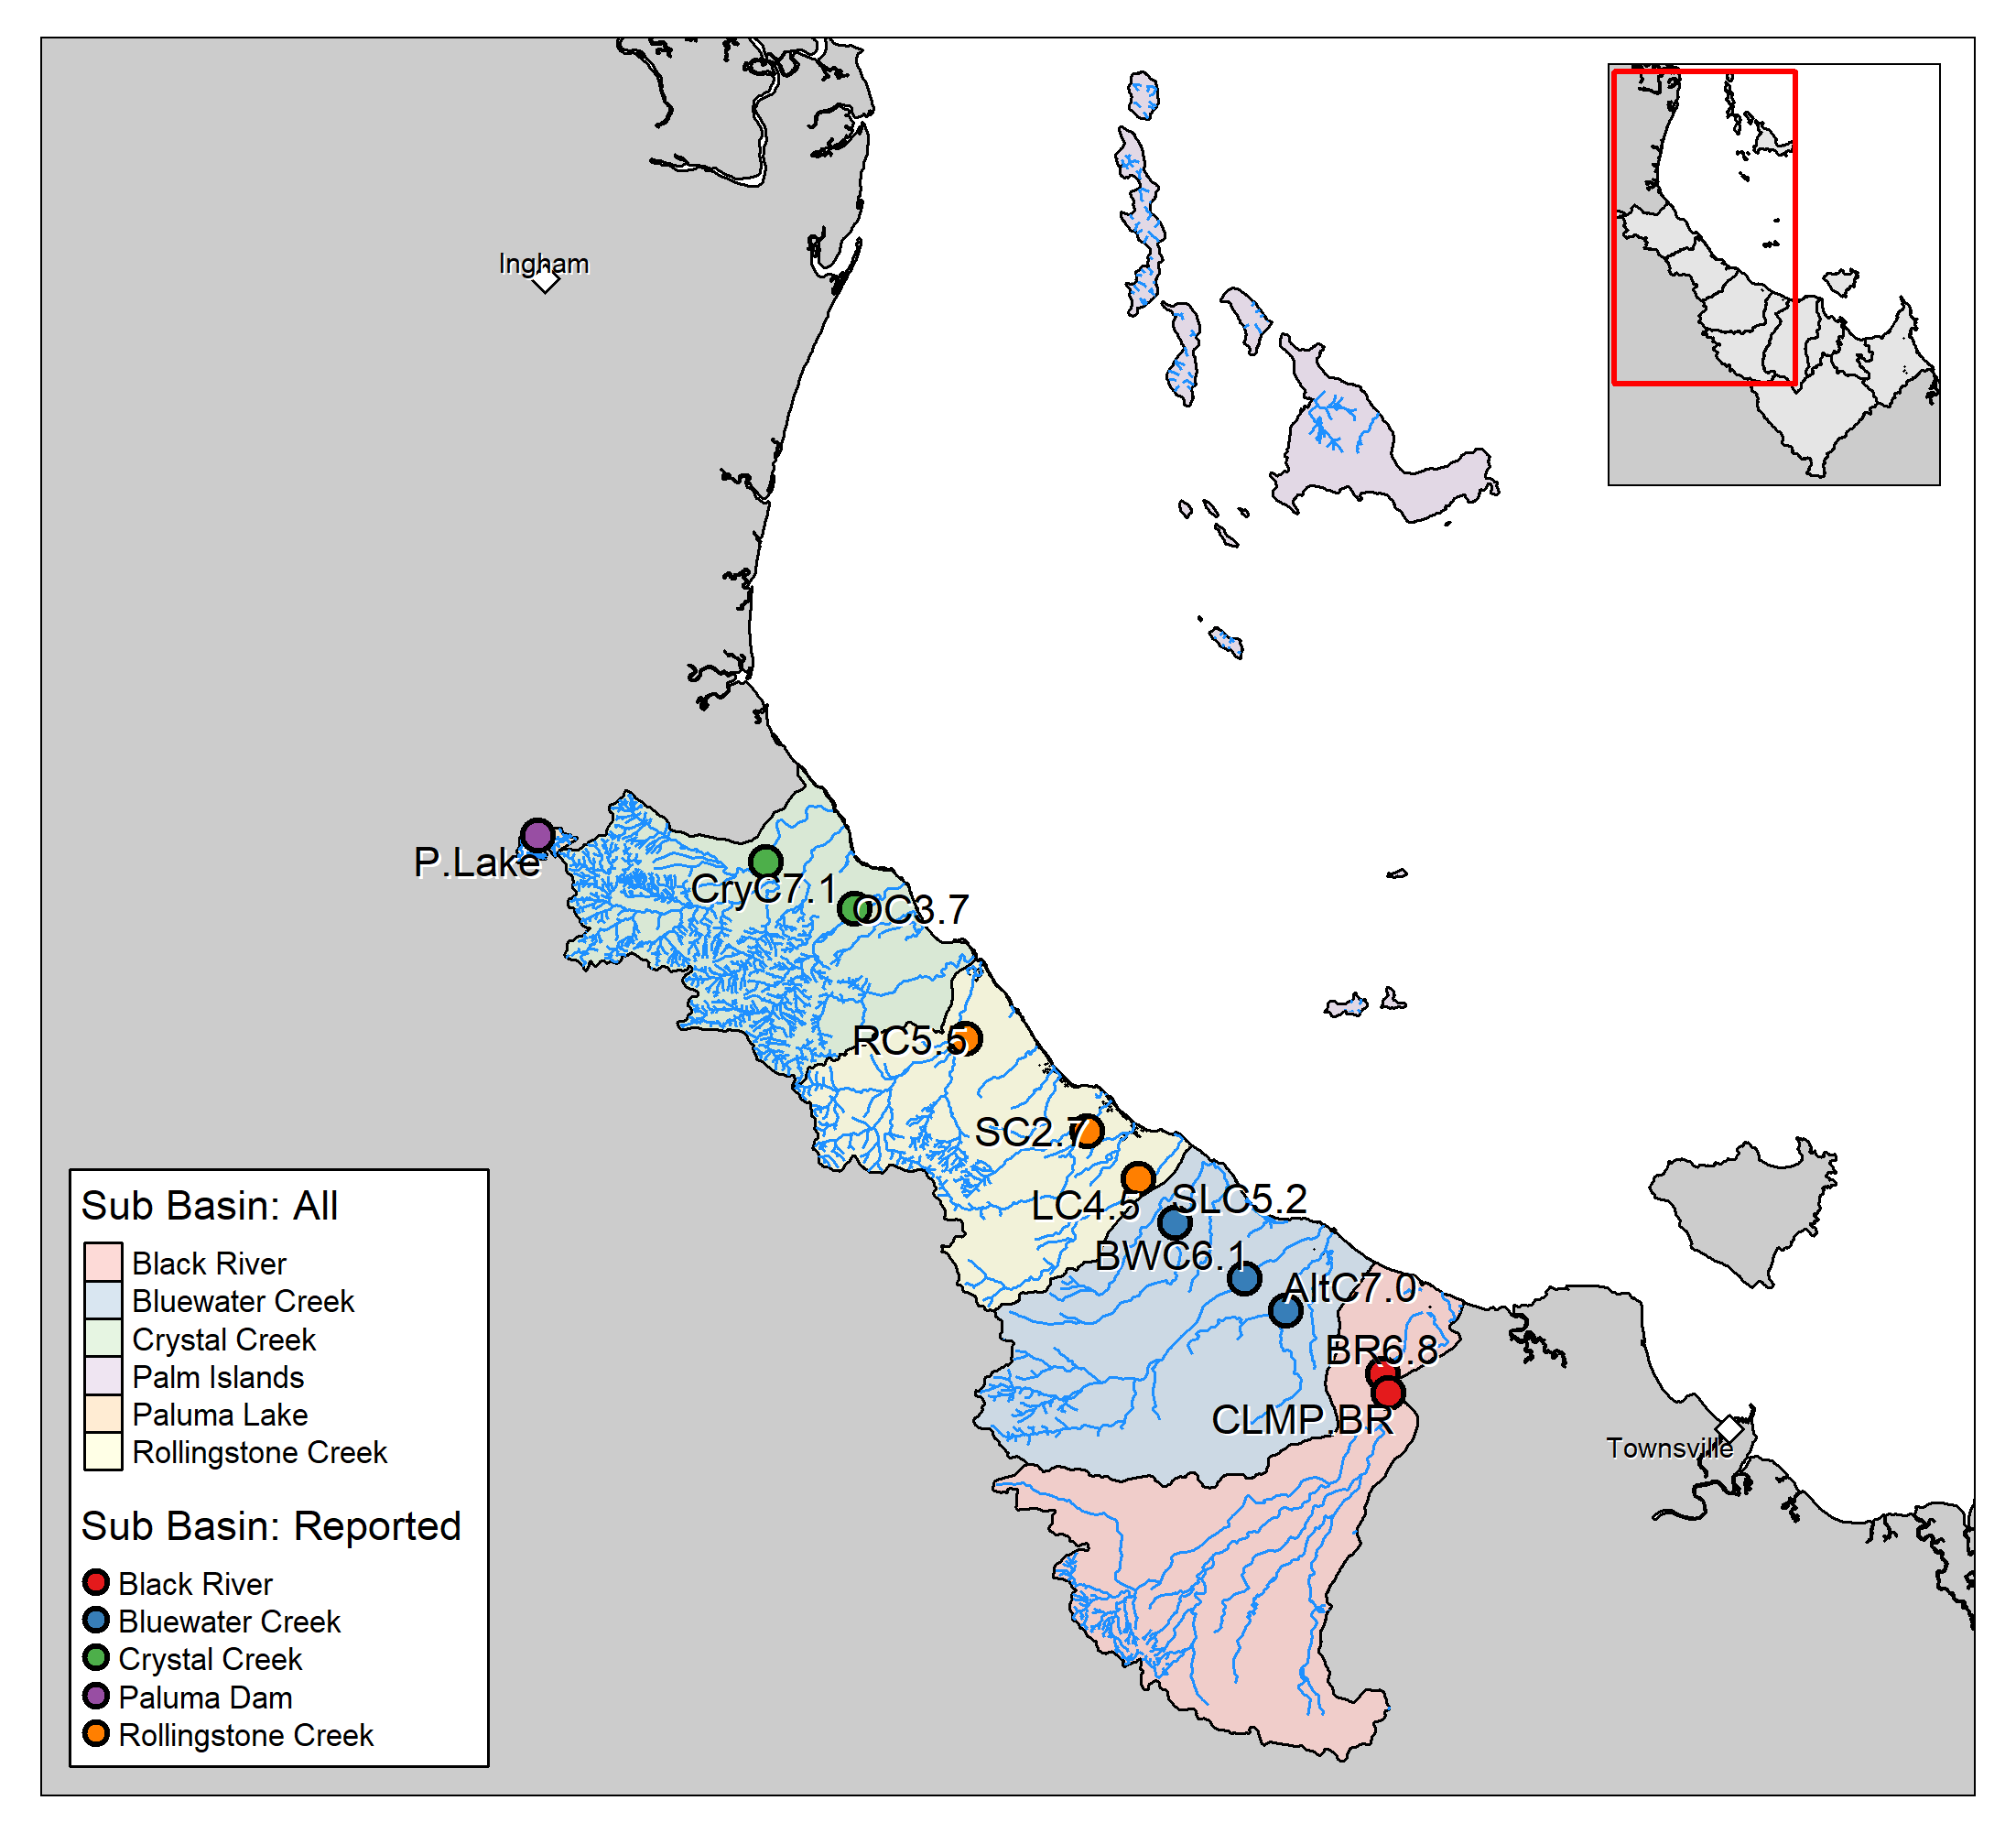 Ingham
P.Lake
CryC7.1
OC3.7
RC5.5
SC2.7
LC4.5
SLC5.2
BWC6.1
AltC7.0
BR6.8
CLMP.BR
Townsville
Sub Basin: All
Black River
Bluewater Creek
Crystal Creek
Palm Islands
Paluma Lake
Rollingstone Creek
Sub Basin: Reported
Black River
Bluewater Creek
Crystal Creek
Paluma Dam
Rollingstone Creek